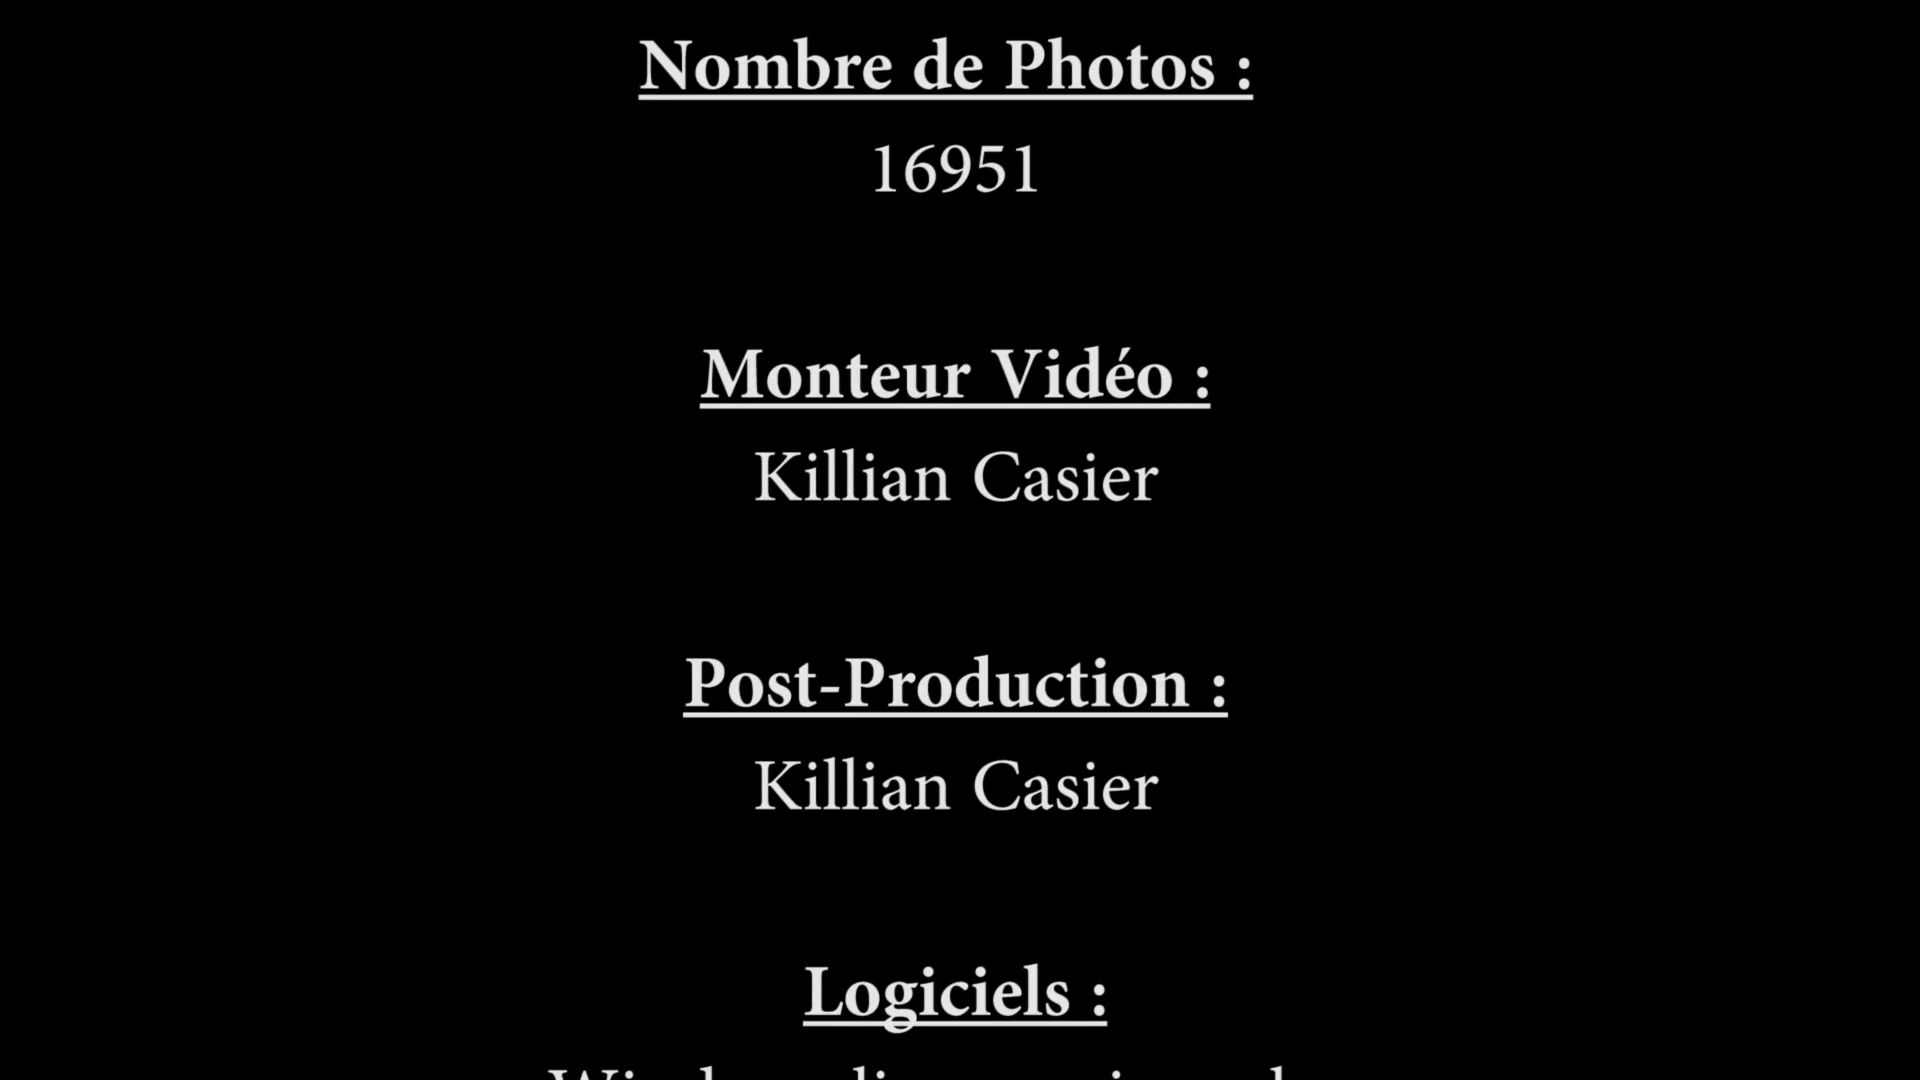 Nombre de Photos :
16951
Monteur Vidéo :
Killian Casier
Post-Production :
Killian Casier
Logiciels :